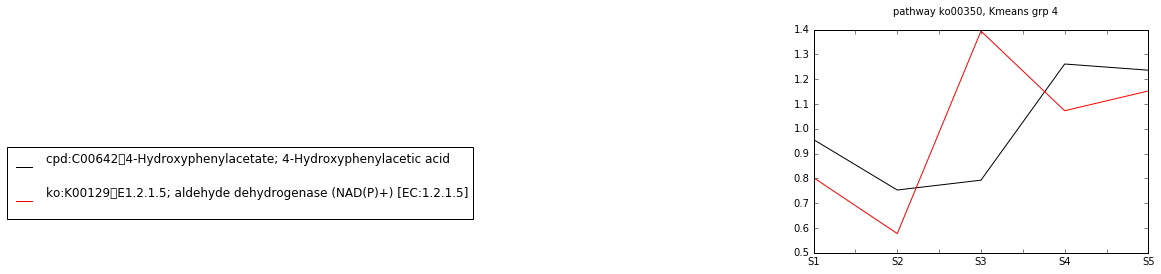 pathway ko00350, Kmeans grp 4
1.4
1.3
1.2
1.1
1.0
0.9
0.8
0.7
0.6
0.5
S1 S2 S3 S4 S5
cpd:C00642▯4-Hydroxyphenylacetate; 4-Hydroxyphenylacetic acid
ko:K00129▯E1.2.1.5; aldehyde dehydrogenase (NAD(P)+) [EC:1.2.1.5]